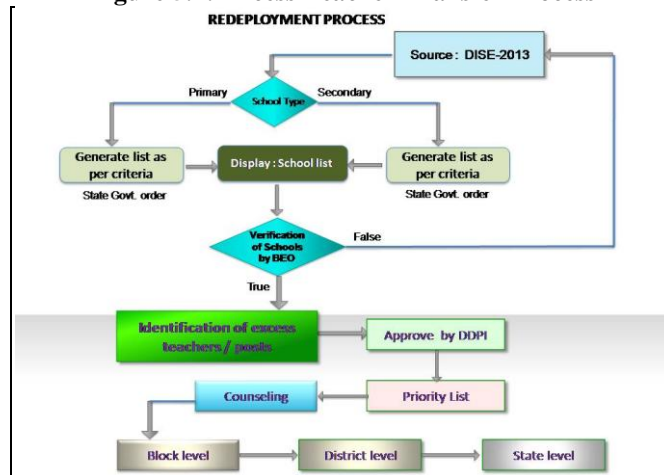 REDEPLOYMENT PROCESS
Source : DISE-2013
Primary
School Type
Secondary
Generate list as
per criteria
State Govt. order
Display : School list
Generate list as
per criteria
State Govt. order
Verification
of Schools
by BEO
False
True
Identification of excess
teachers / posts
Approve by DDPI
Counseling
Priority List
Block level
District level
State level